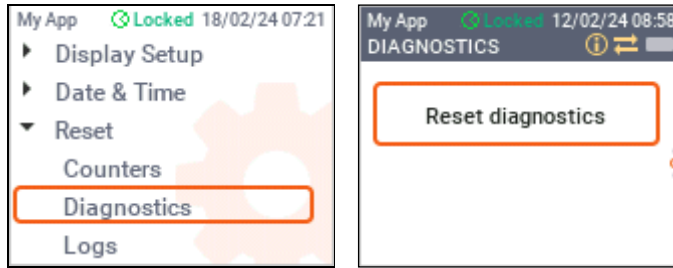 My App Locked 18/02/24 07:21
Display Setup
Date & Time
Reset
Counters
Diagnostics
Logs
My App Locked 12/02/24 08:58
DIAGNOSTICS
Reset diagnostics